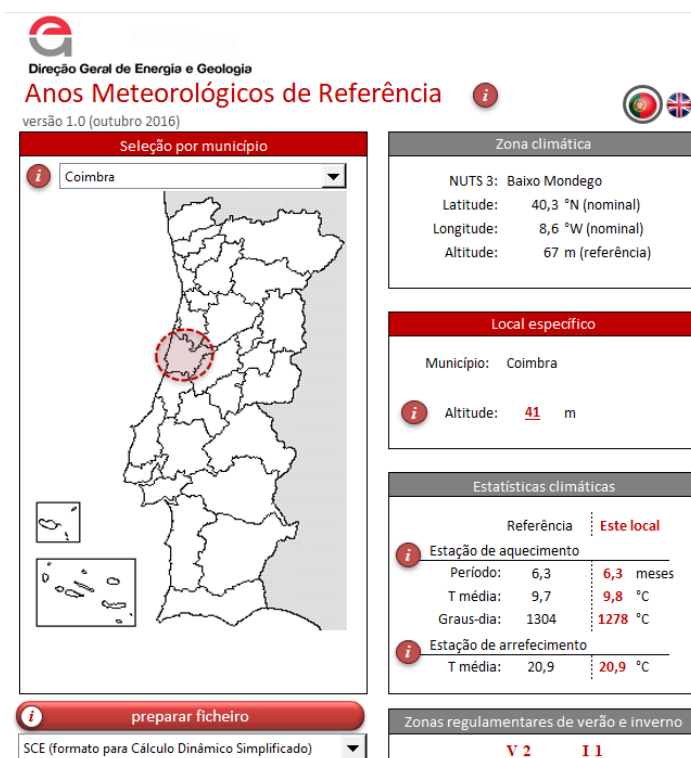 Direção Geral de Energia e Geologia
Anos Meteorológicos de Referência
i
versão 1.0 (outubro 2016)
Seleção por município
i
Coimbra
Zona climática
NUTS 3: Baixo Mondego
Latitude: 40,3 °N (nominal)
Longitude: 8,6 °W (nominal)
Altitude: 67 m (referência)
Local específico
Município: Coimbra
i
Altitude: 41 m
Estatísticas climáticas
Referência Este local
i
Estação de aquecimento
Período: 6,3 6,3 meses
T média: 9,7 9,8 °C
Graus-dia: 1304 1278 °C
i
Estação de arrefecimento
T média: 20,9 20,9 °C
i
preparar ficheiro
SCE (formato para Cálculo Dinâmico Simplificado)
Zonas regulamentares de verão e inverno
V 2 I 1